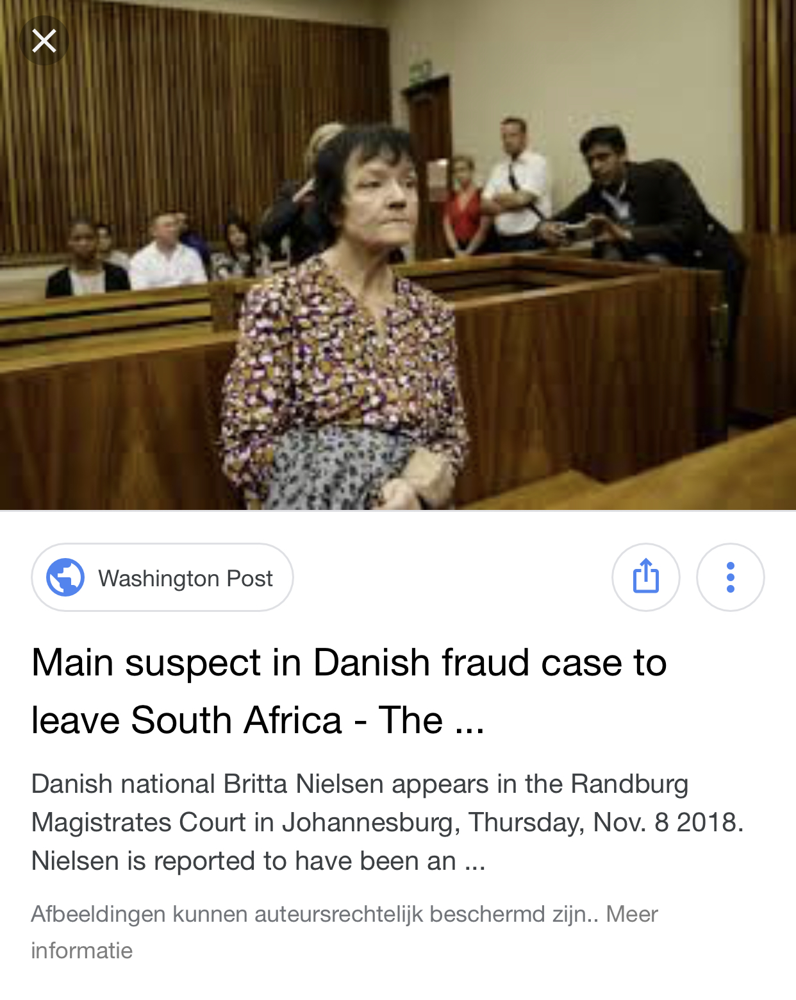 Washington Post
Main suspect in Danish fraud case to
leave South Africa - The ...
Danish national Britta Nielsen appears in the Randburg
Magistrates Court in Johannesburg, Thursday, Nov. 8 2018.
Nielsen is reported to have been an ...
Afbeeldingen kunnen auteursrechtelijk beschermd zijn.. Meer
informatie